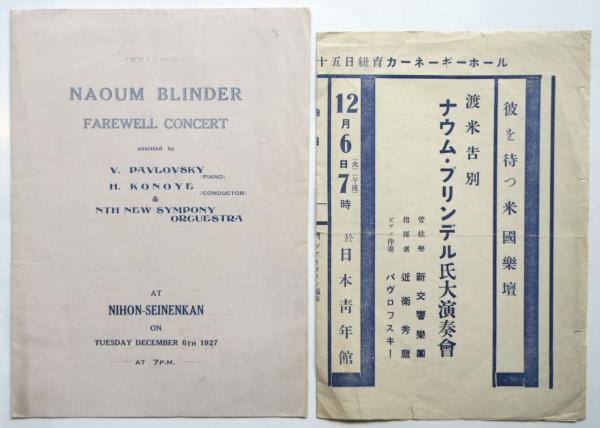 NAOUM BLINDER
FAREWELL CONCERT
assisted by
V. PAVLOVSKY
(PIANO)
H. KONOYE
(CONDUCTOR)
&
NTH NEW SYMPONY
ORGUESTRA
AT
NIHON-SEINENKAN
ON
TUESDAY DECEMBER 6TH 1927
AT 7 P.M.
十五日紐育カーネーギーホール
彼を待つ米國樂壇
渡米告別
ナウム・ブリンデル氏大演奏會
管絃樂 新交響樂團
指揮者 近衛秀麿
ピアノ伴奏 パヴロフスキー
12月6日(火)(午後)7時
於日本青年館